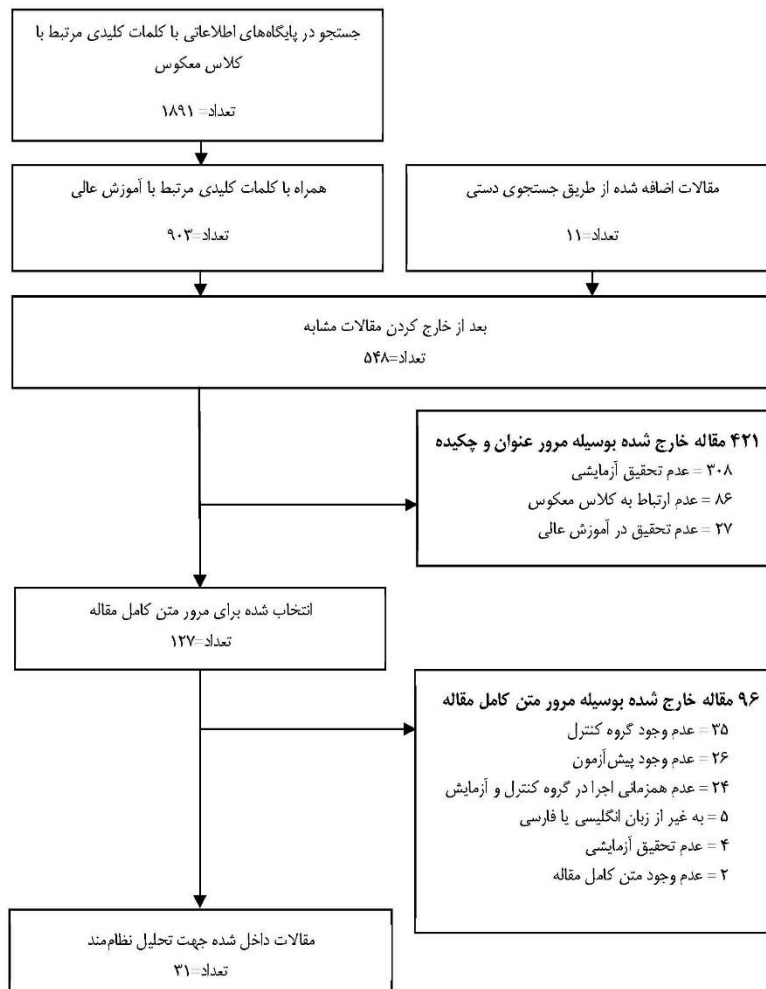 جستجو در پایگاه‌های اطلاعاتی با کلمات کلیدی مرتبط با
کلاس معکوس
تعداد= ۱۸۹۱
همراه با کلمات کلیدی مرتبط با آموزش عالی
تعداد=۹۰۳
مقالات اضافه شده از طریق جستجوی دستی
تعداد=۱۱
بعد از خارج کردن مقالات مشابه
تعداد=۵۴۸
۴۲۱ مقاله خارج شده بوسیله مرور عنوان و چکیده
۳۰۸ = عدم تحقیق آزمایشی
۸۶ = عدم ارتباط به کلاس معکوس
۲۷ = عدم تحقیق در آموزش عالی
انتخاب شده برای مرور متن کامل مقاله
تعداد=۱۲۷
۹۶ مقاله خارج شده بوسیله مرور متن کامل مقاله
۳۵ = عدم وجود گروه کنترل
۲۶ = عدم وجود پیش‌آزمون
۲۴ = عدم همزمانی اجرا در گروه کنترل و آزمایش
۵ = به غیر از زبان انگلیسی یا فارسی
۴ = عدم تحقیق آزمایشی
۲ = عدم وجود متن کامل مقاله
مقالات داخل شده جهت تحلیل نظام‌مند
تعداد=۳۱